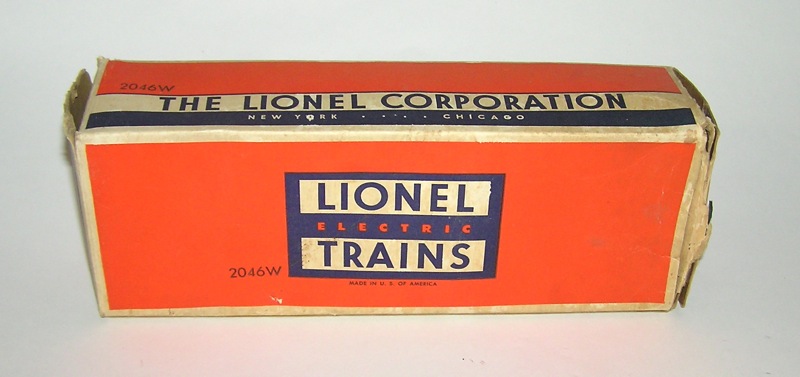 2046W
THE LIONEL CORPORATION
NEW YORK · · · · · CHICAGO
LIONEL
ELECTRIC
TRAINS
2046W
MADE IN U. S. OF AMERICA